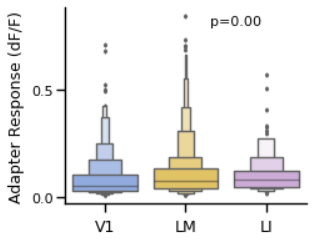 p=0.00
Adapter Response (dF/F)
0.5
0.0
V1 LM LI